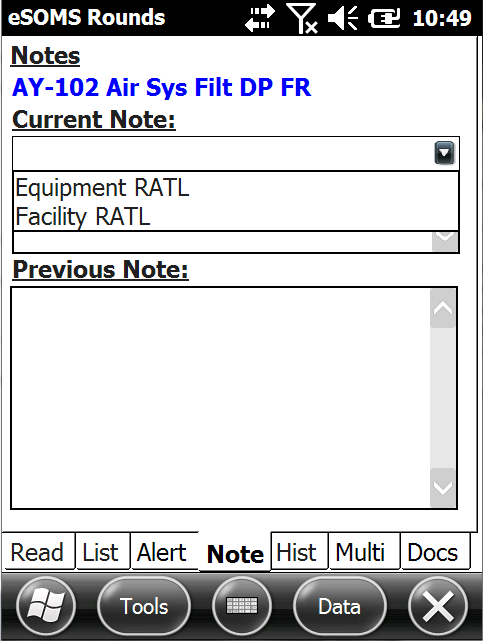 eSOMS Rounds 10:49
Notes
AY-102 Air Sys Filt DP FR
Current Note:
Equipment RATL
Facility RATL
Previous Note:
Read List Alert Note Hist Multi Docs
Tools Data